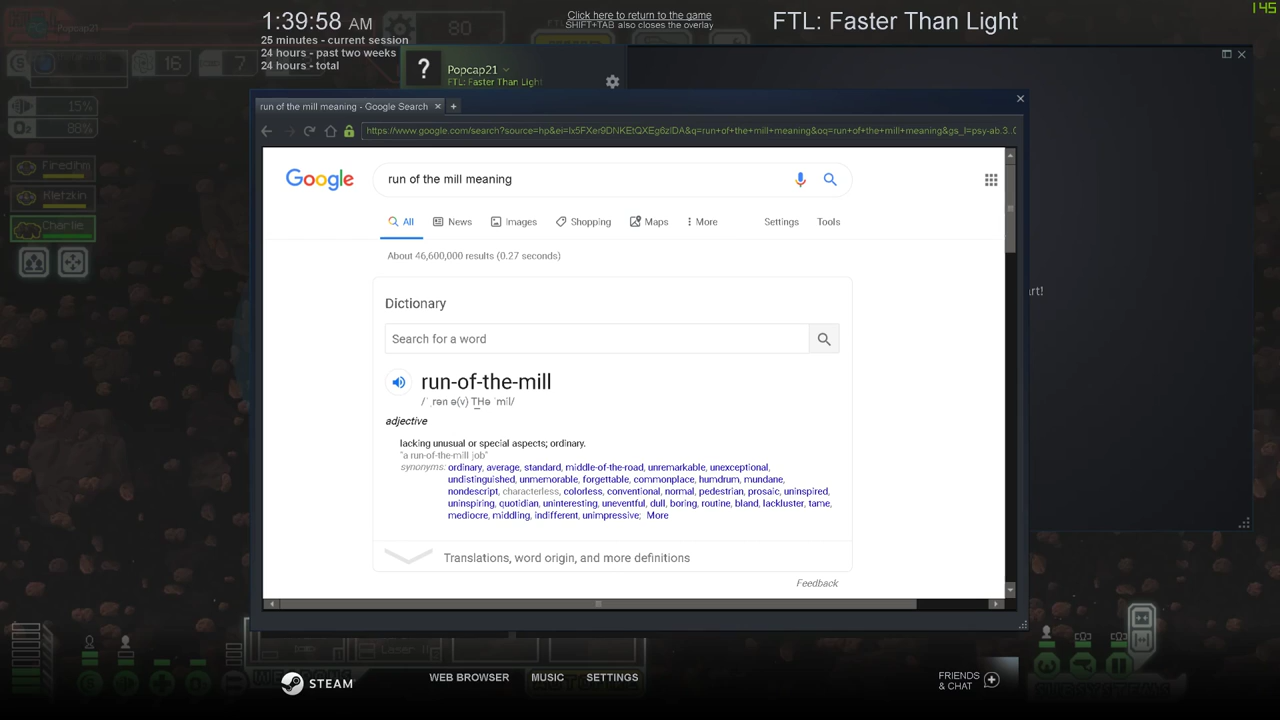 1:39:58 AM
25 minutes - current session
24 hours - past two weeks
24 hours - total
Click here to return to the game
SHIFT+TAB also closes the overlay
FTL: Faster Than Light
145
Popcap21
80
16
7
15%
88%
Firedihm
Kletzkin
Charlie
? Popcap21
FTL: Faster Than Light
run of the mill meaning - Google Search
https://www.google.com/search?source=hp&ei=Ix5FXer9DNKEtQXEg6zIDA&q=run+of+the+mill+meaning&oq=run+of+the+mill+meaning&gs_l=psy-ab.3..0
Google
run of the mill meaning
All News Images Shopping Maps More Settings Tools
About 46,600,000 results (0.27 seconds)
Dictionary
Search for a word
run-of-the-mill
/ˌrən ə(v) T͟Hə ˈmil/
adjective
lacking unusual or special aspects; ordinary.
"a run-of-the-mill job"
synonyms: ordinary, average, standard, middle-of-the-road, unremarkable, unexceptional,
undistinguished, unmemorable, forgettable, commonplace, humdrum, mundane,
nondescript, characterless, colorless, conventional, normal, pedestrian, prosaic, uninspired,
uninspiring, quotidian, uninteresting, uneventful, dull, boring, routine, bland, lackluster, tame,
mediocre, middling, indifferent, unimpressive; More
Translations, word origin, and more definitions
Feedback
rt!
STEAM
WEB BROWSER MUSIC SETTINGS
FRIENDS
& CHAT
SUBSYSTEMS